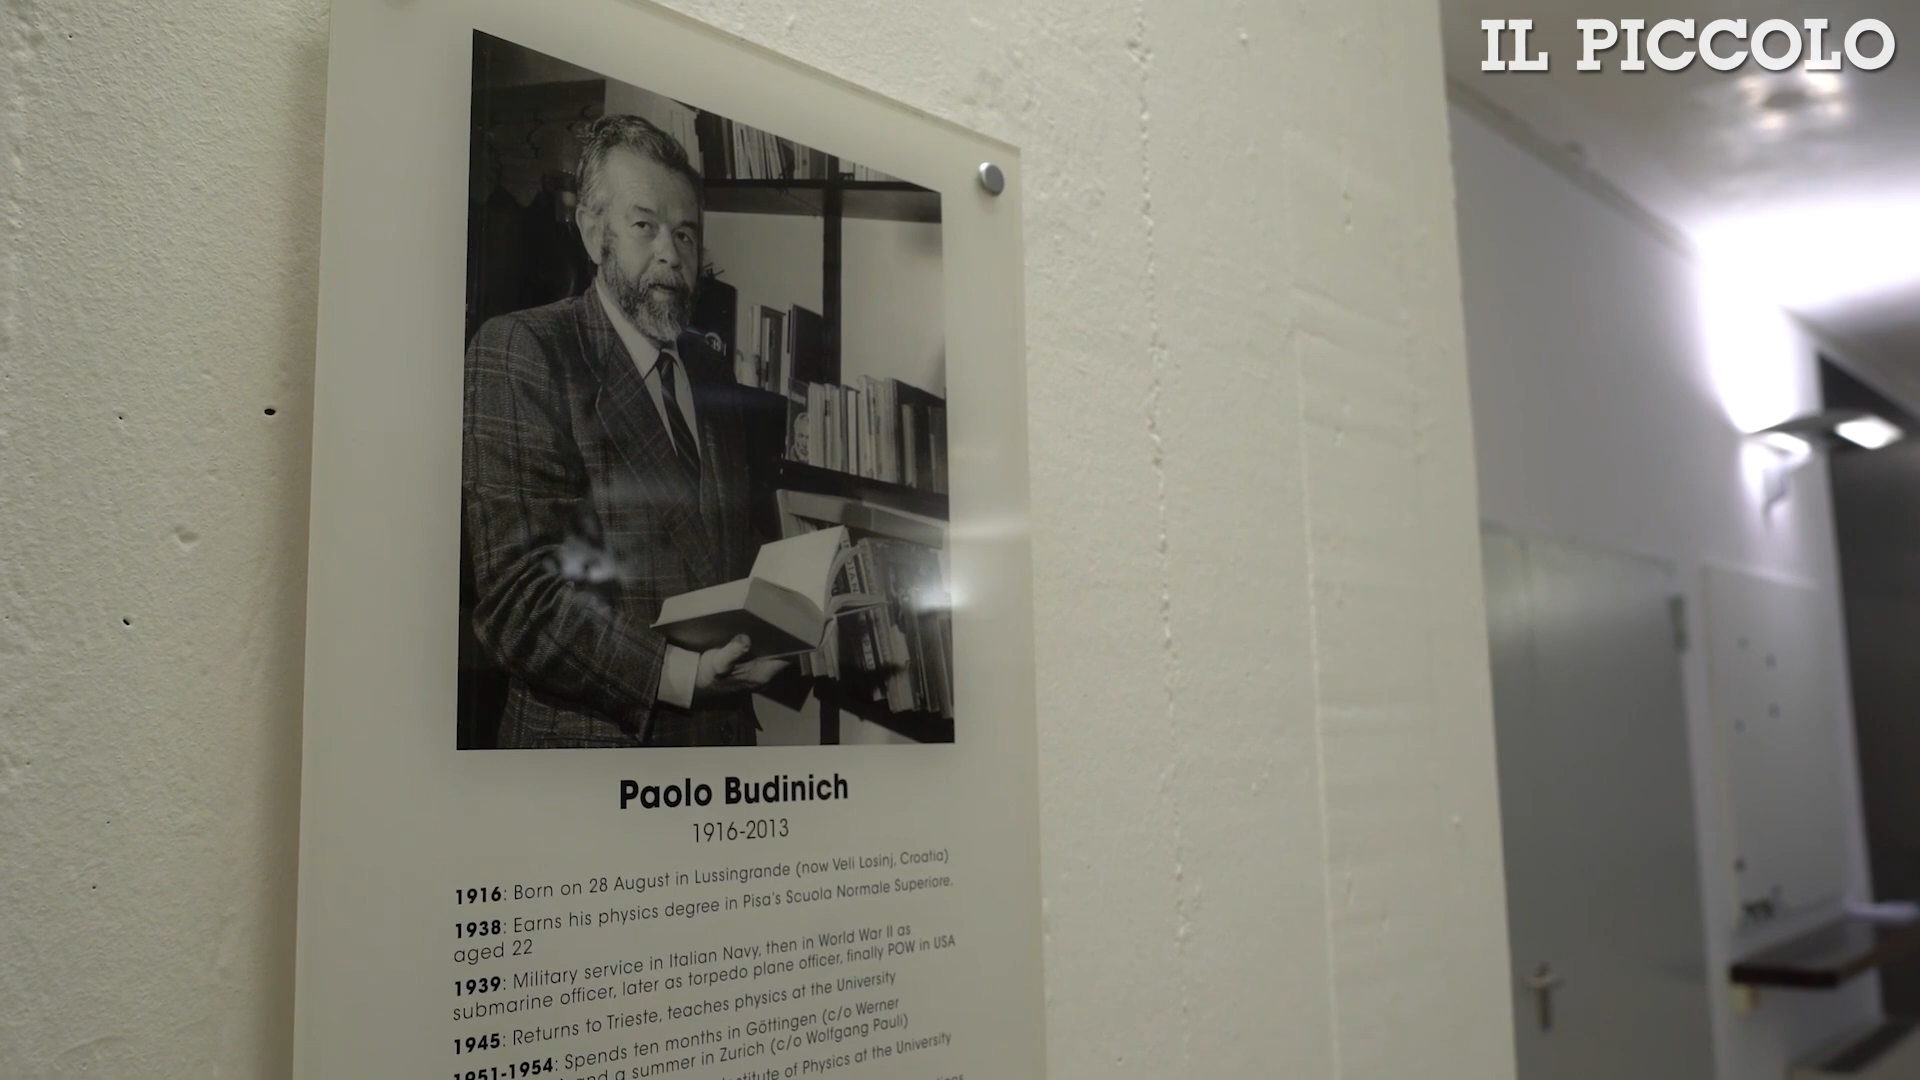 IL PICCOLO
Paolo Budinich
1916-2013
1916: Born on 28 August in Lussingrande (now Veli Losinj, Croatia)
1938: Earns his physics degree in Pisa's Scuola Normale Superiore,
aged 22
1939: Military service in Italian Navy, then in World War II as
submarine officer, later as torpedo plane officer, finally POW in USA
1945: Returns to Trieste, teaches physics at the University
1951-1954: Spends ten months in Göttingen (c/o Werner
and a summer in Zurich (c/o Wolfgang Pauli)
of Physics at the University